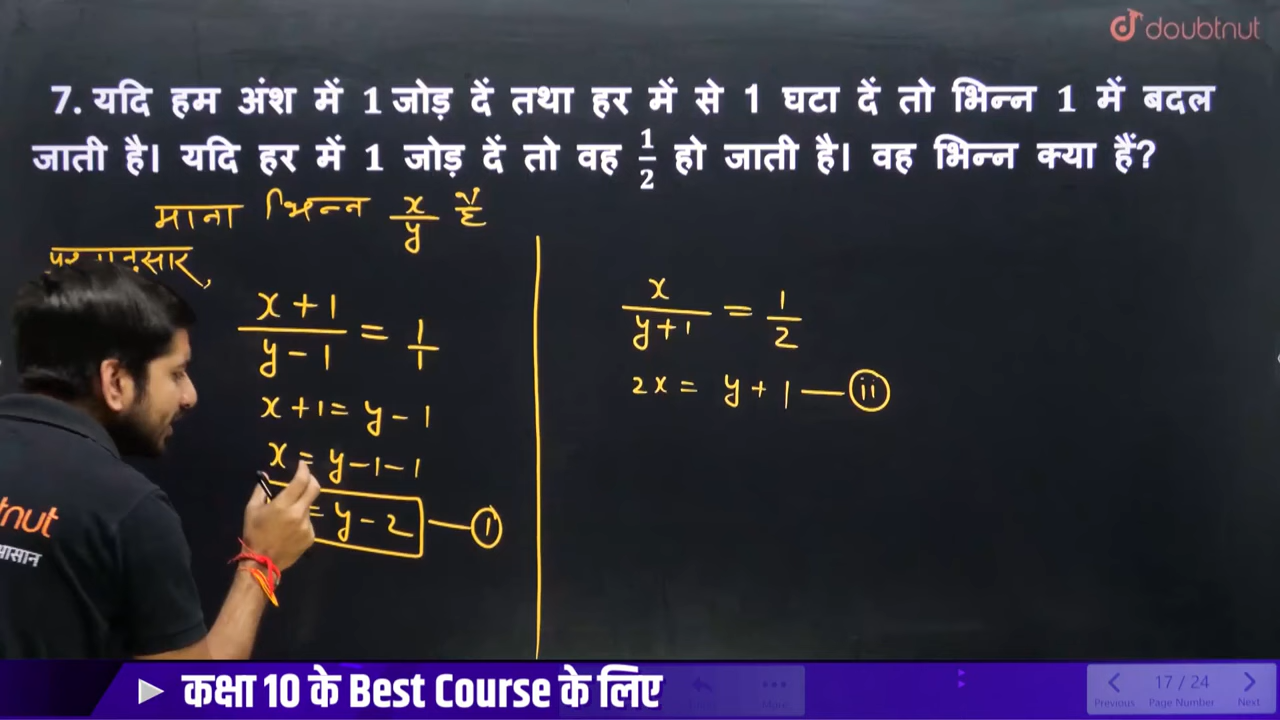 doubtnut
7. यदि हम अंश में 1 जोड़ दें तथा हर में से 1 घटा दें तो भिन्न 1 में बदल
जाती है। यदि हर में 1 जोड़ दें तो वह 1/2 हो जाती है। वह भिन्न क्या हैं?
माना भिन्न x/y है
(x+1)/(y-1) = 1/1
x+1 = y-1
x = y-1-1
= y-2 — (i)
x/(y+1) = 1/2
2x = y+1 — (ii)
कक्षा 10 के Best Course के लिए
Previous
17 / 24
Page Number
Next